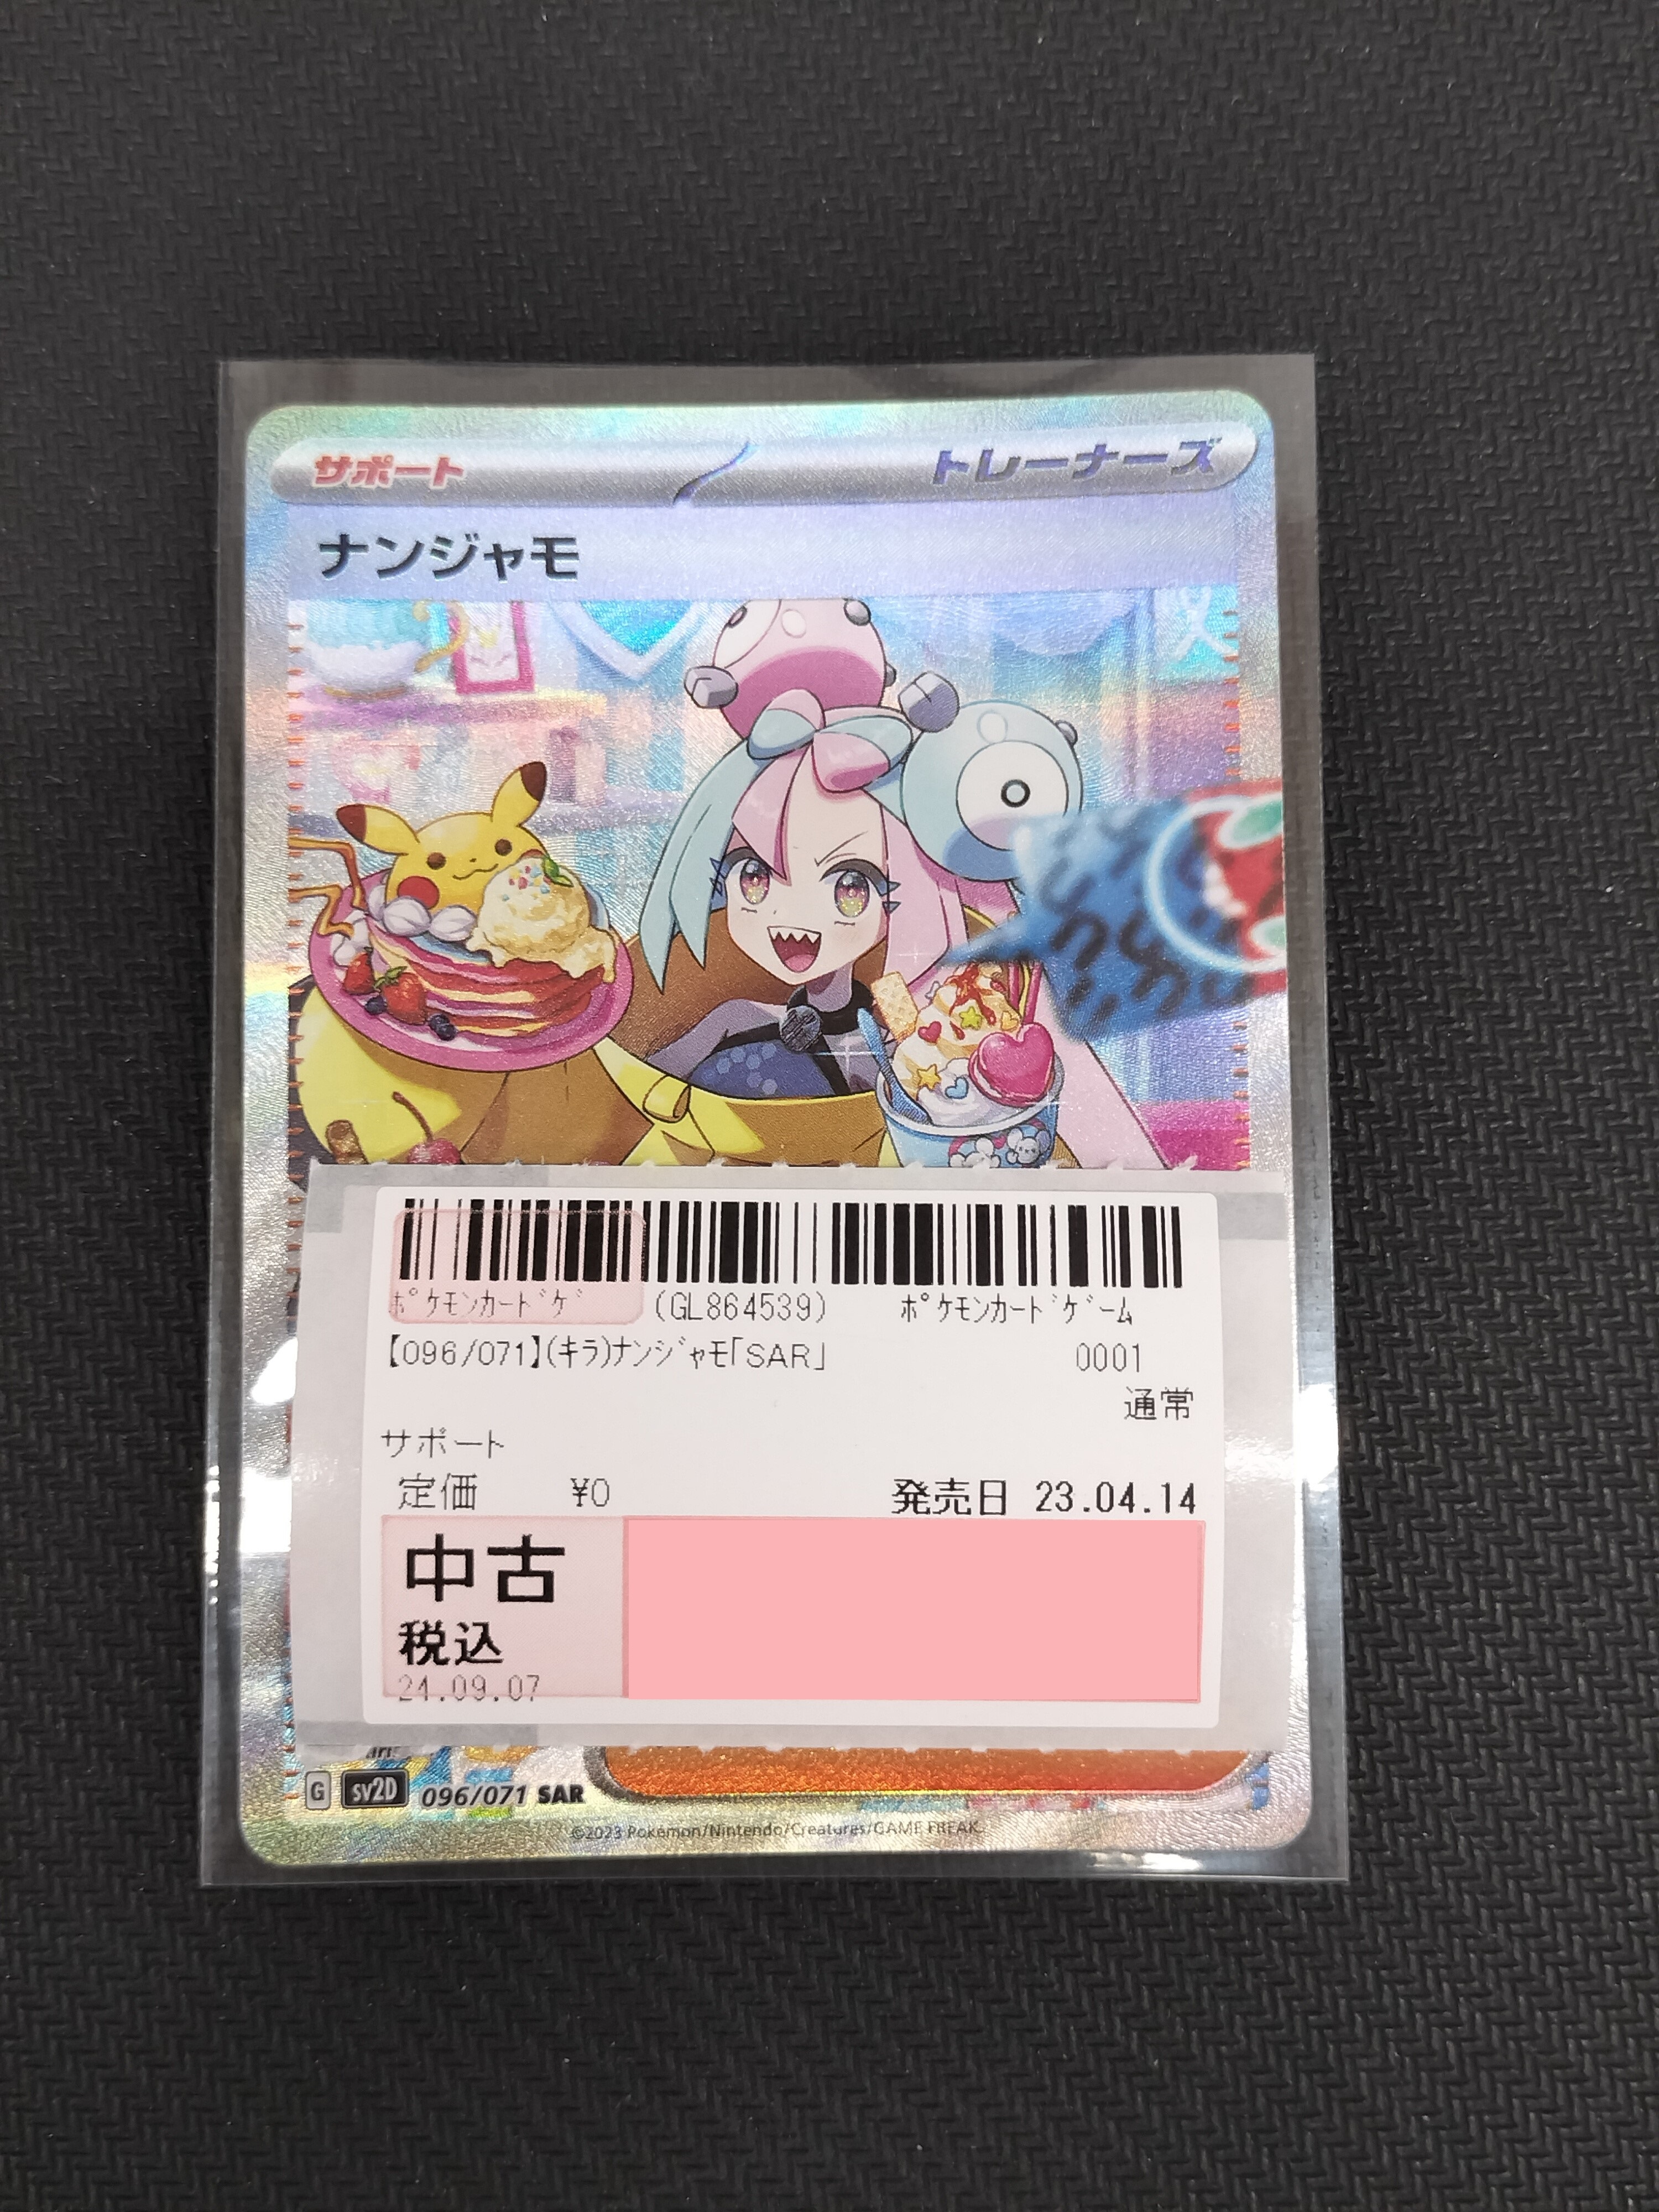 サポート トレーナーズ
ナンジャモ
ポケモンカードゲ (GL864539) ポケモンカードゲーム
【096/071】(キラ)ナンジャモ「SAR」 0001
通常
サポート
定価 ¥0 発売日 23.04.14
中古
税込
24.09.07
G sv2D 096/071 SAR
©2023 Pokémon/Nintendo/Creatures/GAME FREAK.